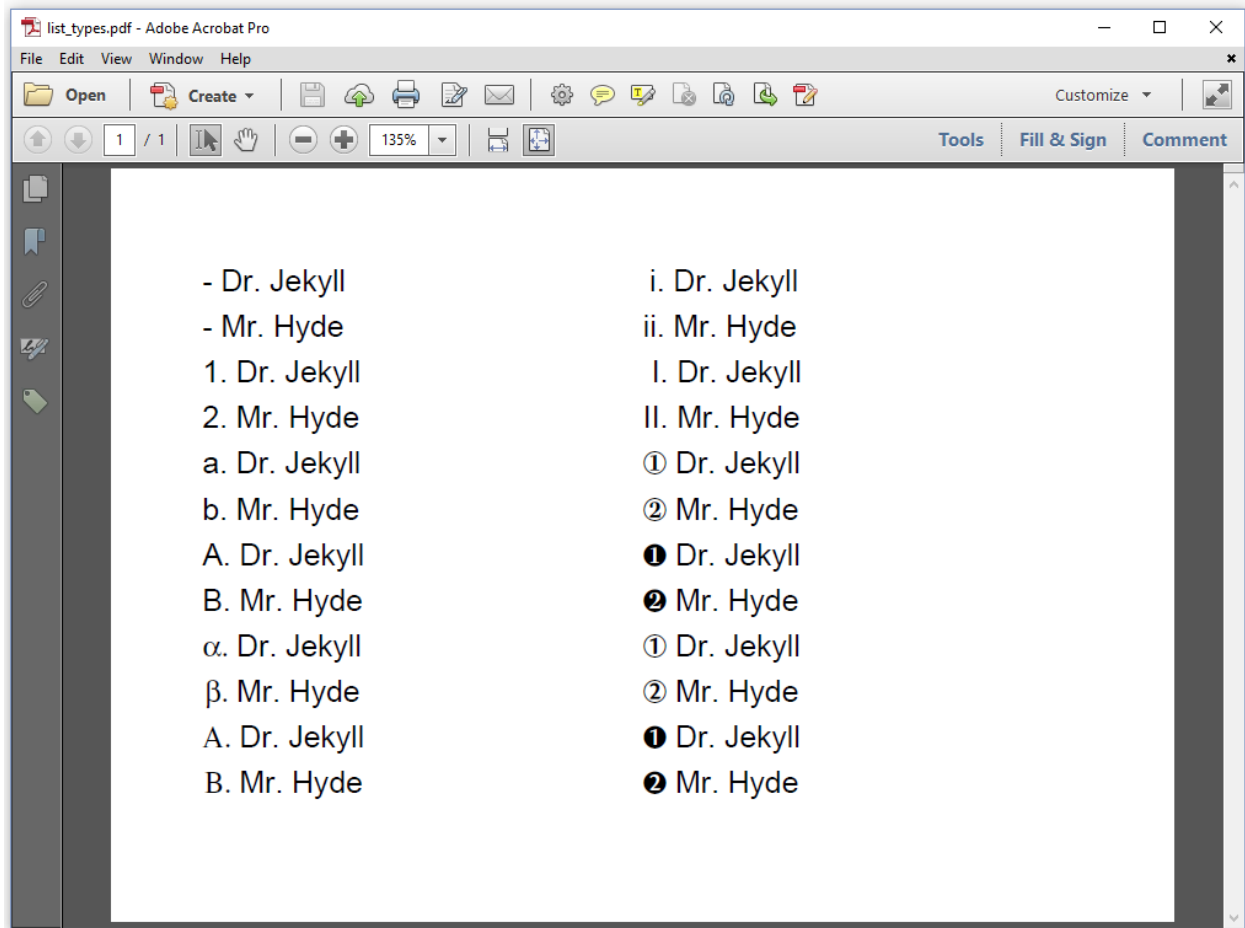 list_types.pdf - Adobe Acrobat Pro
File Edit View Window Help
Open Create Customize
1 / 1 135% Tools Fill & Sign Comment
- Dr. Jekyll
- Mr. Hyde
1. Dr. Jekyll
2. Mr. Hyde
a. Dr. Jekyll
b. Mr. Hyde
A. Dr. Jekyll
B. Mr. Hyde
α. Dr. Jekyll
β. Mr. Hyde
Α. Dr. Jekyll
Β. Mr. Hyde
i. Dr. Jekyll
ii. Mr. Hyde
I. Dr. Jekyll
II. Mr. Hyde
① Dr. Jekyll
② Mr. Hyde
❶ Dr. Jekyll
❷ Mr. Hyde
① Dr. Jekyll
② Mr. Hyde
❶ Dr. Jekyll
❷ Mr. Hyde